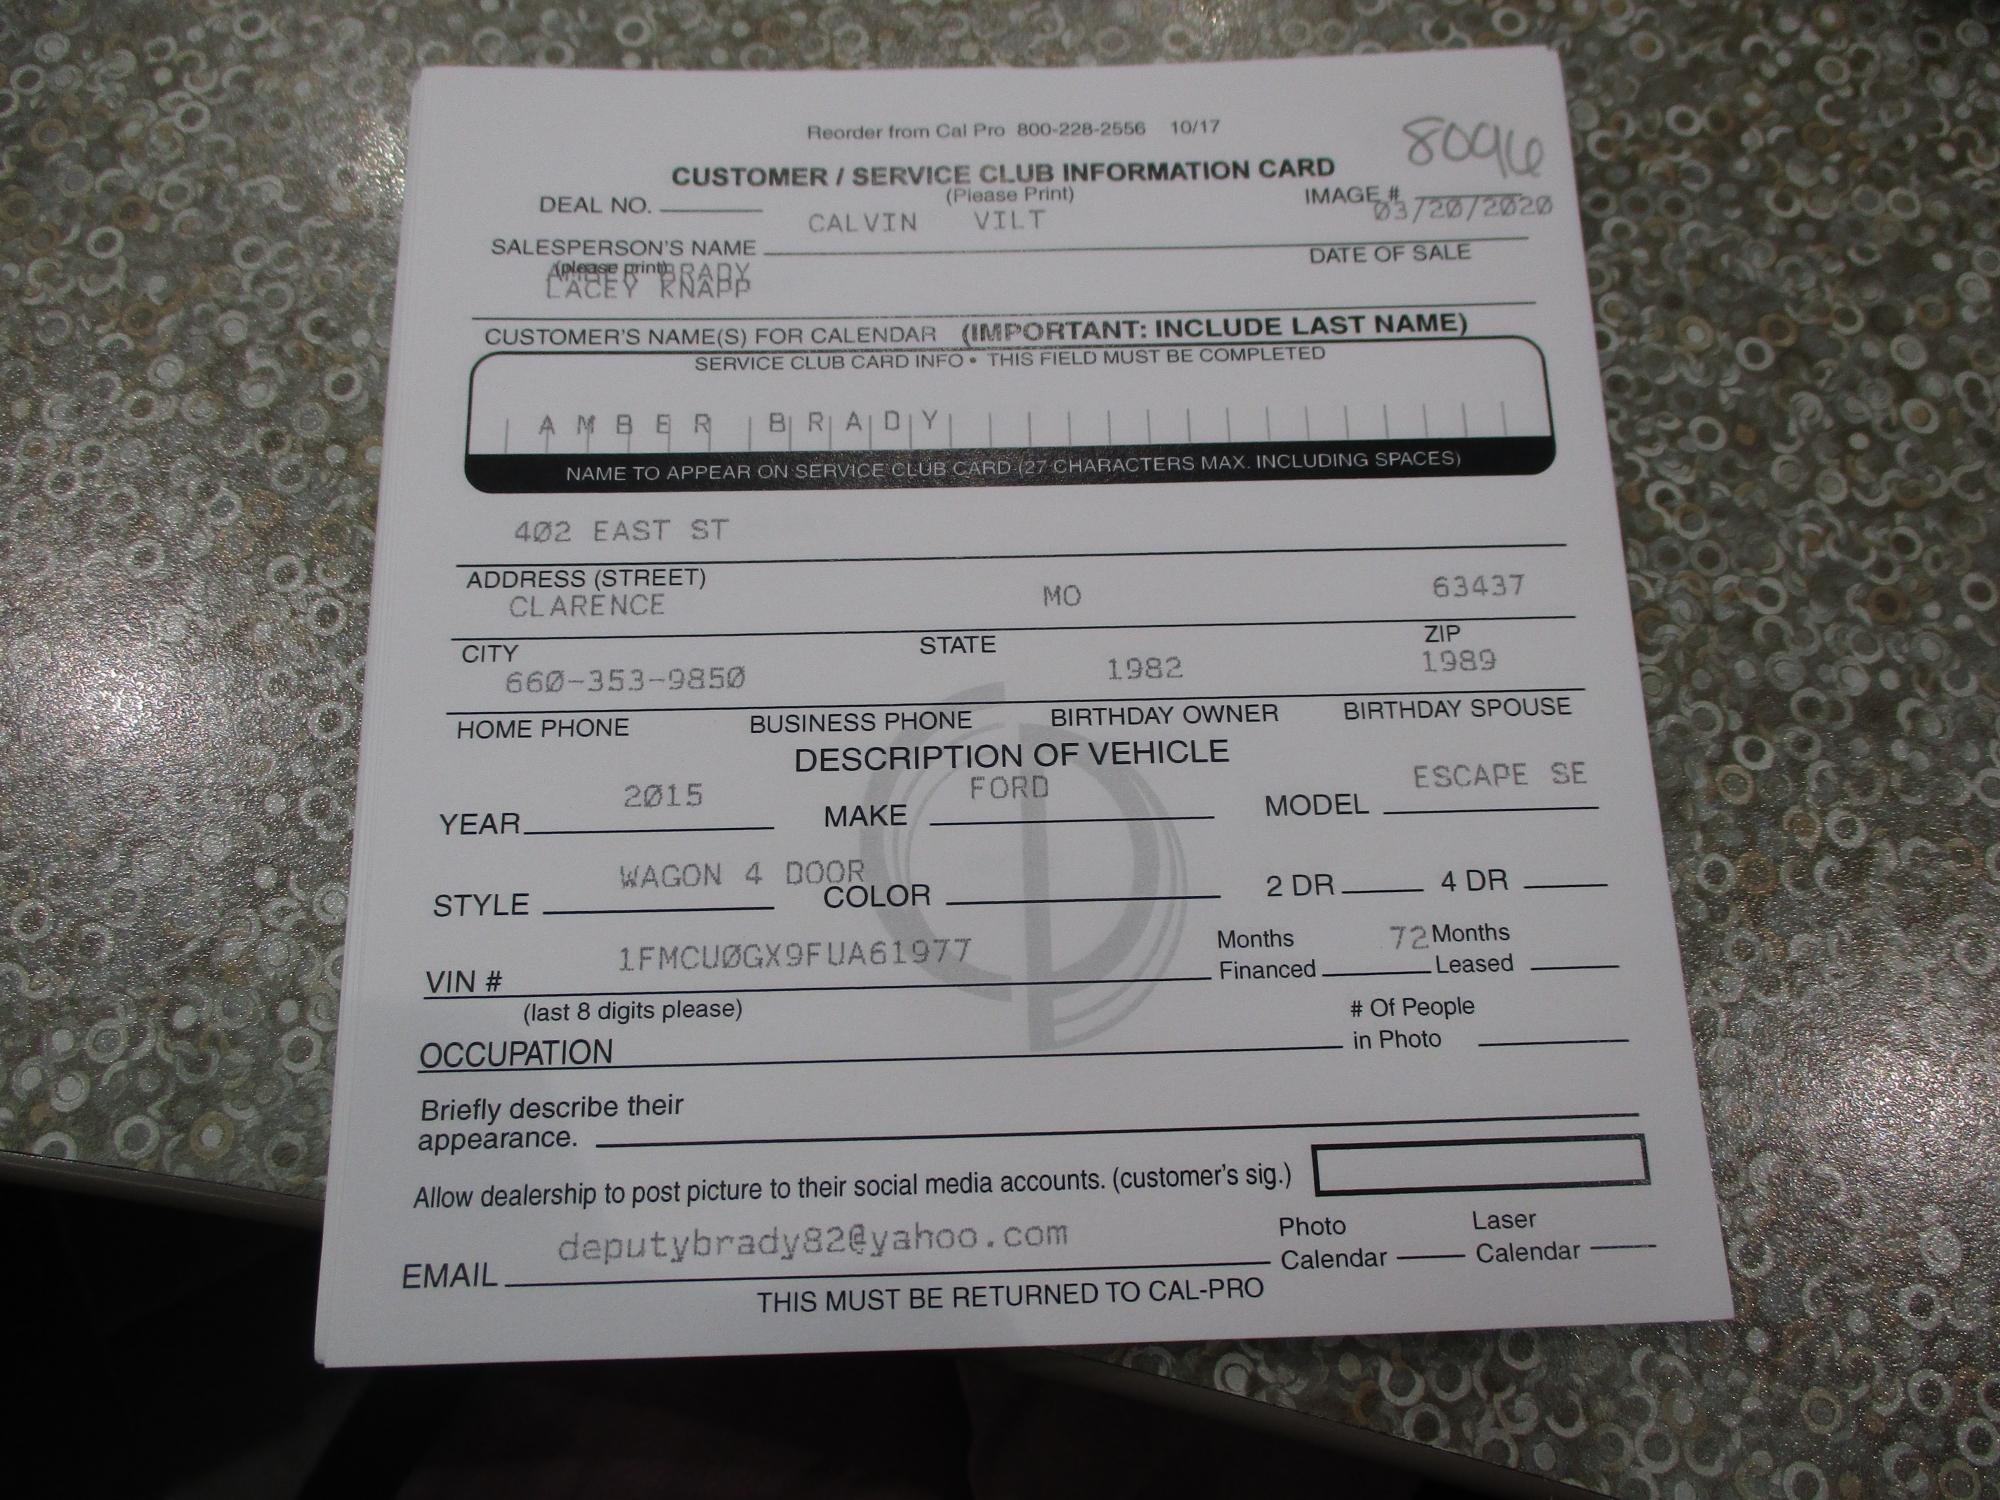 Reorder from Cal Pro 800-228-2556 10/17
8096
CUSTOMER / SERVICE CLUB INFORMATION CARD
DEAL NO. (Please Print) IMAGE #
CALVIN VILT 03/20/2020
SALESPERSON'S NAME DATE OF SALE
(please print)
AMBER BRADY
LACEY KNAPP
CUSTOMER'S NAME(S) FOR CALENDAR (IMPORTANT: INCLUDE LAST NAME)
SERVICE CLUB CARD INFO • THIS FIELD MUST BE COMPLETED
AMBER BRADY
NAME TO APPEAR ON SERVICE CLUB CARD (27 CHARACTERS MAX. INCLUDING SPACES)
402 EAST ST
ADDRESS (STREET)
CLARENCE MO 63437
CITY STATE ZIP
660-353-9850 1982 1989
HOME PHONE BUSINESS PHONE BIRTHDAY OWNER BIRTHDAY SPOUSE
DESCRIPTION OF VEHICLE
2015 FORD ESCAPE SE
YEAR MAKE MODEL
WAGON 4 DOOR
STYLE COLOR 2 DR 4 DR
1FMCU0GX9FUA61977 Months 72 Months
VIN # Financed Leased
(last 8 digits please) # Of People
OCCUPATION in Photo
Briefly describe their
appearance.
Allow dealership to post picture to their social media accounts. (customer's sig.)
deputybrady82@yahoo.com Photo Laser
EMAIL Calendar Calendar
THIS MUST BE RETURNED TO CAL-PRO